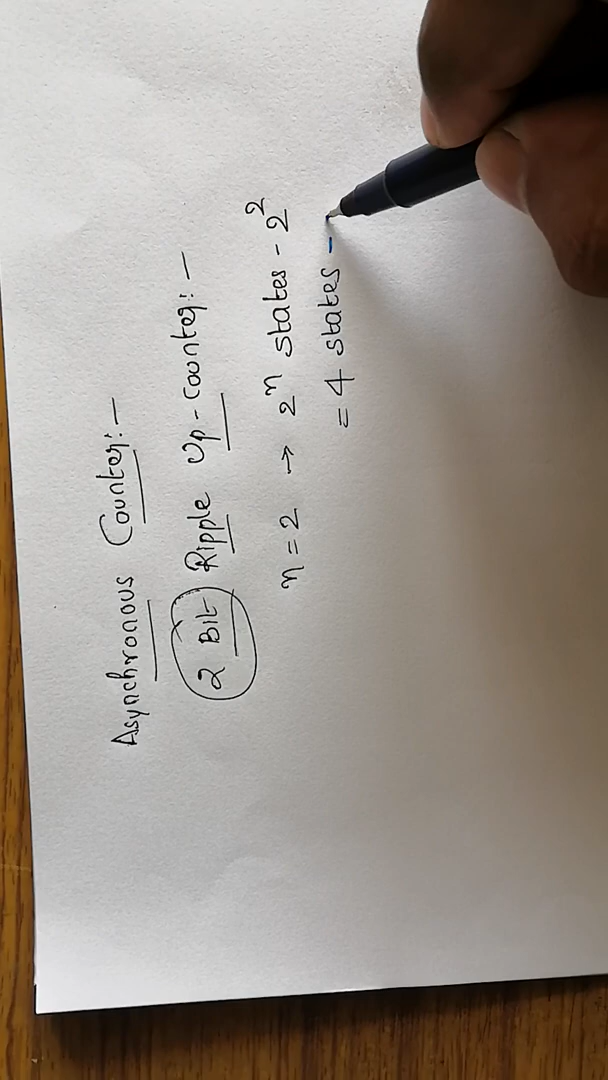 Asynchronous Counter:-
2 Bit Ripple Up-Counter:-
n=2 → 2ⁿ states - 2²
= 4 states -